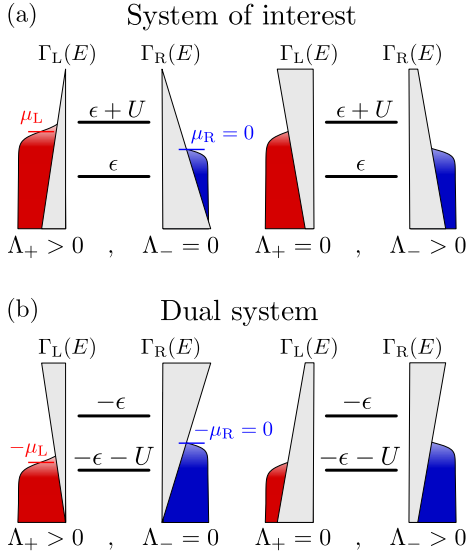 (a) System of interest
Γ_L(E) Γ_R(E) Γ_L(E) Γ_R(E)
μ_L ϵ + U μ_R = 0 ϵ + U
ϵ ϵ
Λ_+ > 0 , Λ_− = 0 Λ_+ = 0 , Λ_− > 0
(b) Dual system
Γ_L(E) Γ_R(E) Γ_L(E) Γ_R(E)
−ϵ −ϵ
−μ_L −ϵ − U −μ_R = 0 −ϵ − U
Λ_+ > 0 , Λ_− = 0 Λ_+ = 0 , Λ_− > 0